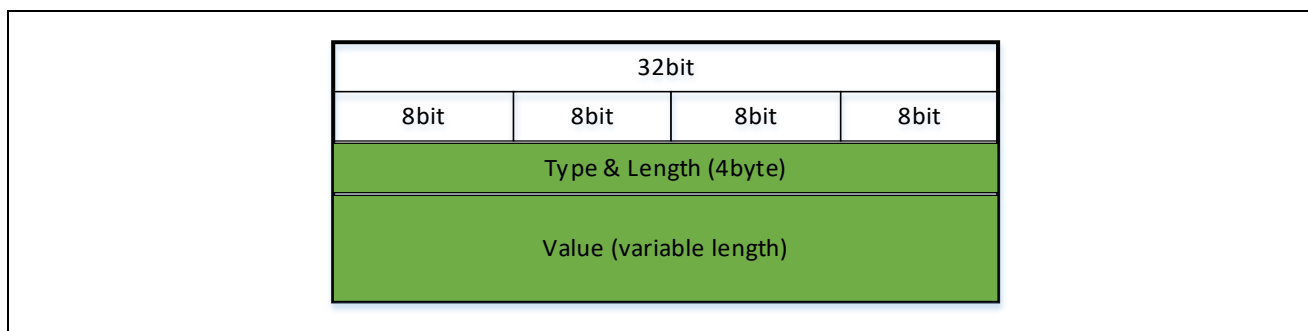 32bit
8bit 8bit 8bit 8bit
Type & Length (4byte)
Value (variable length)